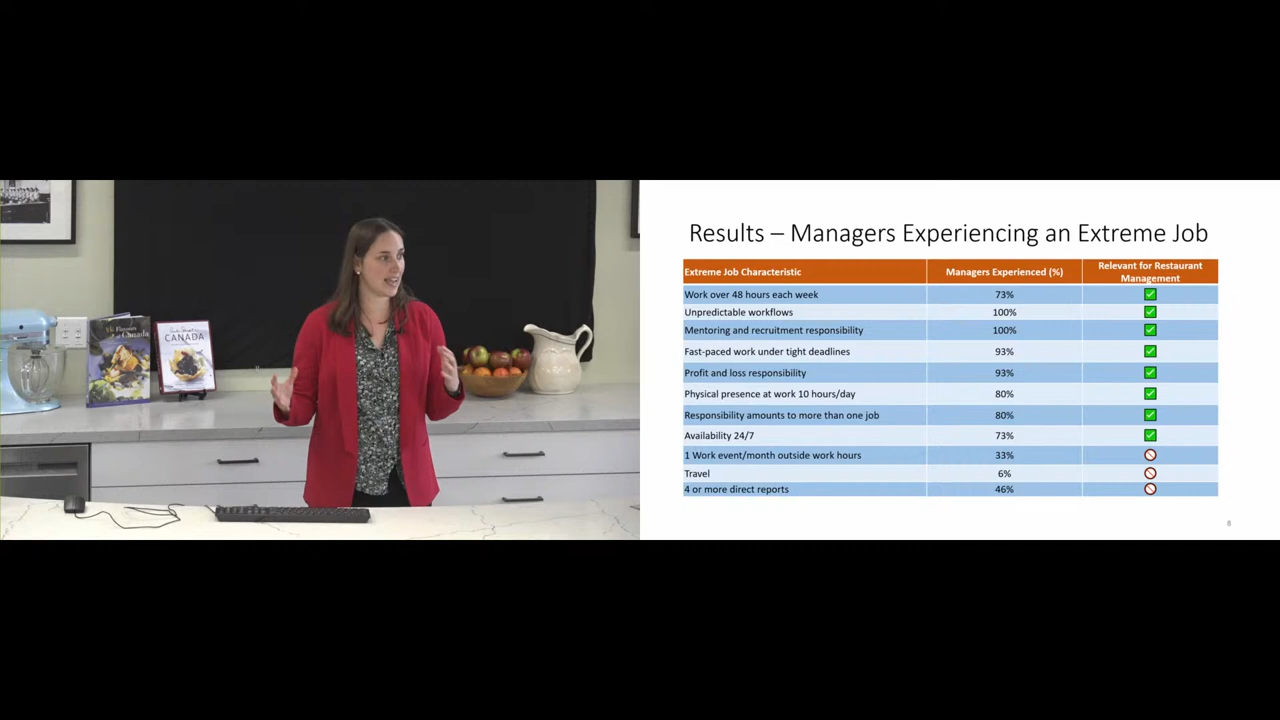 Flavours
of Canada
CANADA
Results – Managers Experiencing an Extreme Job
Extreme Job Characteristic Managers Experienced (%) Relevant for Restaurant Management
Work over 48 hours each week 73%
Unpredictable workflows 100%
Mentoring and recruitment responsibility 100%
Fast-paced work under tight deadlines 93%
Profit and loss responsibility 93%
Physical presence at work 10 hours/day 80%
Responsibility amounts to more than one job 80%
Availability 24/7 73%
1 Work event/month outside work hours 33%
Travel 6%
4 or more direct reports 46%
8